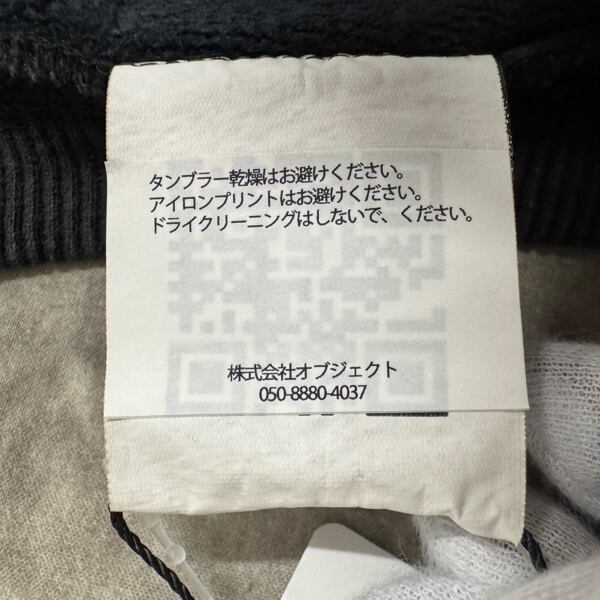 タンブラー乾燥はお避けください。
アイロンプリントはお避けください。
ドライクリーニングはしないで、ください。
株式会社オブジェクト
050-8880-4037